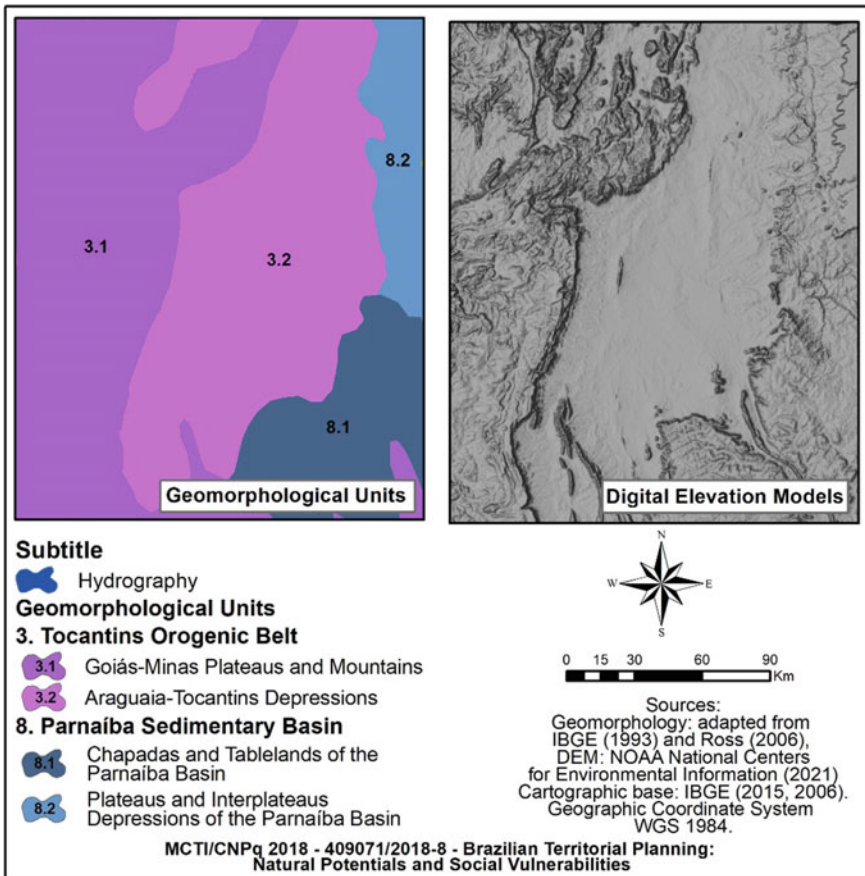 8.2
3.1
3.2
8.1
Geomorphological Units
Digital Elevation Models
Subtitle
Hydrography
Geomorphological Units
3. Tocantins Orogenic Belt
3.1 Goiás-Minas Plateaus and Mountains
3.2 Araguaia-Tocantins Depressions
8. Parnaíba Sedimentary Basin
8.1 Chapadas and Tablelands of the
Parnaíba Basin
8.2 Plateaus and Interplateaus
Depressions of the Parnaíba Basin
N
W E
S
0 15 30 60 90
Km
Sources:
Geomorphology: adapted from
IBGE (1993) and Ross (2006),
DEM: NOAA National Centers
for Environmental Information (2021)
Cartographic base: IBGE (2015, 2006).
Geographic Coordinate System
WGS 1984.
MCTI/CNPq 2018 - 409071/2018-8 - Brazilian Territorial Planning:
Natural Potentials and Social Vulnerabilities